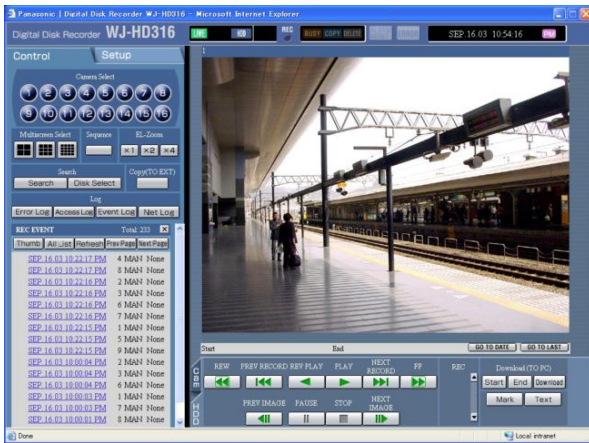 Panasonic | Digital Disk Recorder WJ-HD316 - Microsoft Internet Explorer
Digital Disk Recorder WJ-HD316
LIVE HDD REC BUSY COPY DELETE SEP.16.03 10:54:16 PM
Control Setup
1
Camera Select
1 2 3 4 5 6 7 8
9 10 11 12 13 14 15 16
Multiscreen Select Sequence EL-Zoom
×1 ×2 ×4
Search Copy(TO EXT)
Search Disk Select
Log
Error Log Access Log Event Log Net Log
REC EVENT Total: 233
Thumb All List Refresh Prev Page Next Page
SEP.16.03 10:22:17 PM 4 MAN None
SEP.16.03 10:22:17 PM 8 MAN None
SEP.16.03 10:22:16 PM 2 MAN None
SEP.16.03 10:22:16 PM 3 MAN None
SEP.16.03 10:22:16 PM 6 MAN None
SEP.16.03 10:22:16 PM 7 MAN None
SEP.16.03 10:22:15 PM 1 MAN None
SEP.16.03 10:22:15 PM 5 MAN None
SEP.16.03 10:22:15 PM 9 MAN None
SEP.16.03 10:00:04 PM 2 MAN None
SEP.16.03 10:00:04 PM 3 MAN None
SEP.16.03 10:00:04 PM 6 MAN None
SEP.16.03 10:00:03 PM 1 MAN None
SEP.16.03 10:00:03 PM 7 MAN None
SEP.16.03 10:00:01 PM 8 MAN None
Start End GO TO DATE GO TO LAST
Cam
HDD
REW PREV RECORD REV PLAY PLAY NEXT RECORD FF
PREV IMAGE PAUSE STOP NEXT IMAGE
REC
Download (TO PC)
Start End Download
Mark Text
Done Local intranet